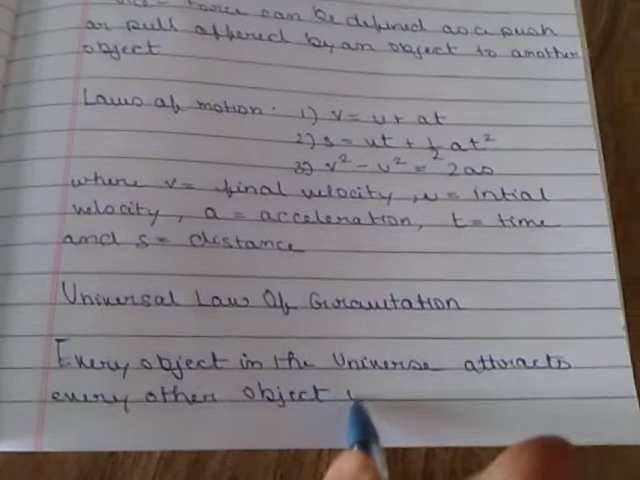 Force can be defined as a push
or pull offered by an object to another
object
Laws of motion. 1) v = u + at
2) s = ut + 1/2 at²
3) v² - u² = 2as
where v = final velocity, u = intial
velocity, a = acceleration, t = time
and s = distance
Universal Law Of Gravitation
Every object in the Universe attracts
every other object